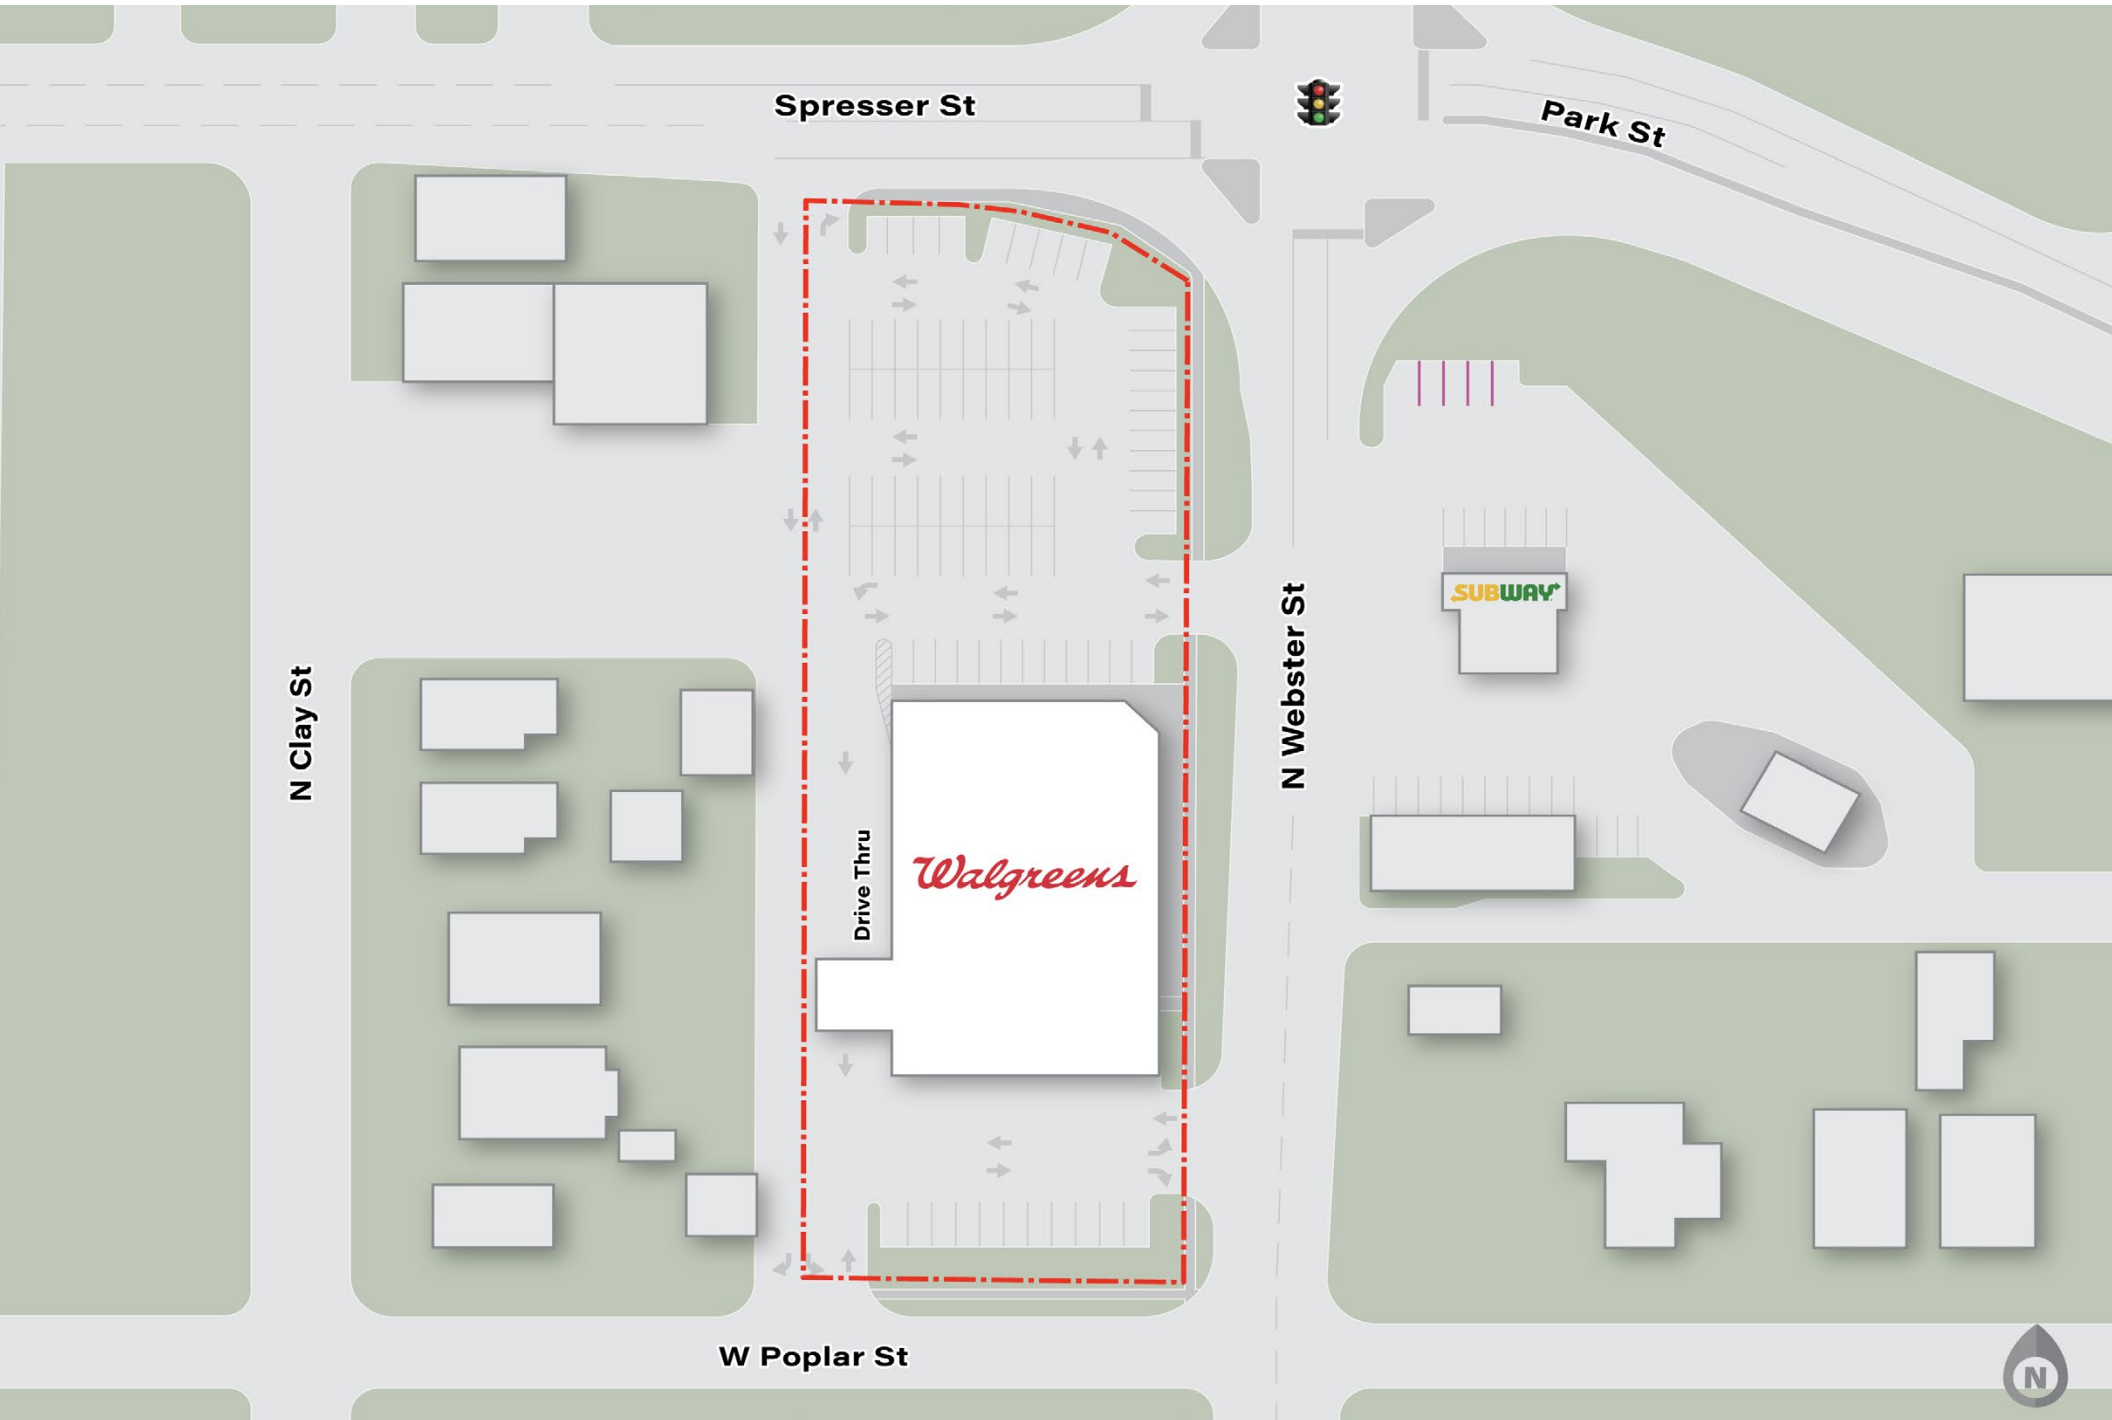 Spresser St
Park St
SUBWAY
N Clay St
N Webster St
Drive Thru
Walgreens
W Poplar St
N